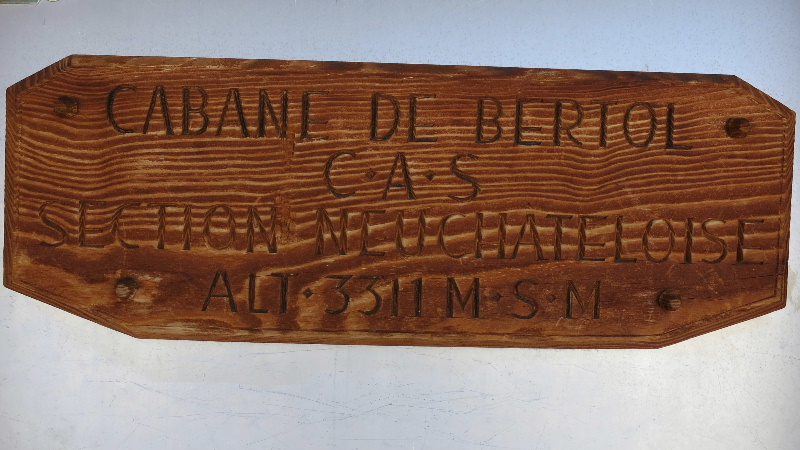 CABANE DE BERTOL
C·A·S
SECTION NEUCHATELOISE
ALT·3311 M·S·M